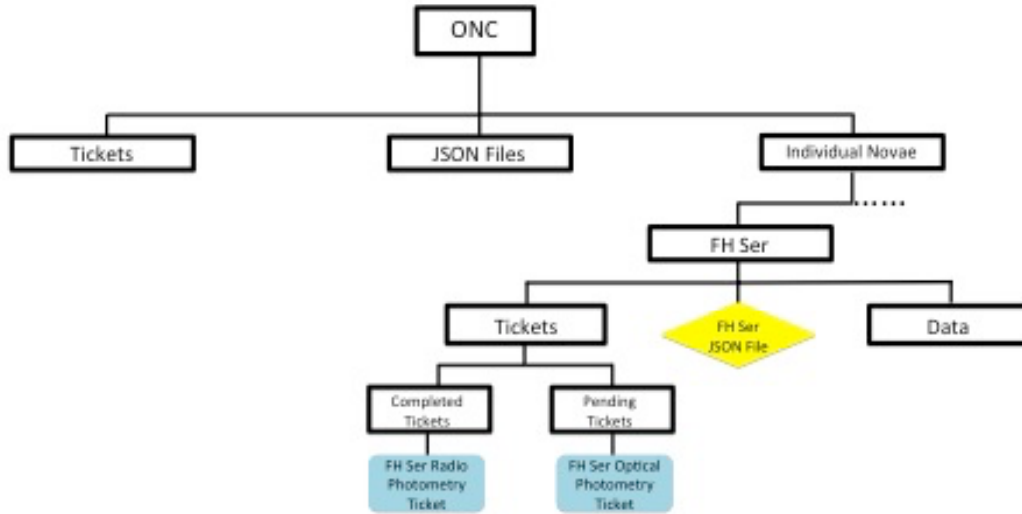 ONC
Tickets
JSON Files
Individual Novae
......
FH Ser
Tickets
FH Ser
JSON File
Data
Completed
Tickets
Pending
Tickets
FH Ser Radio
Photometry
Ticket
FH Ser Optical
Photometry
Ticket